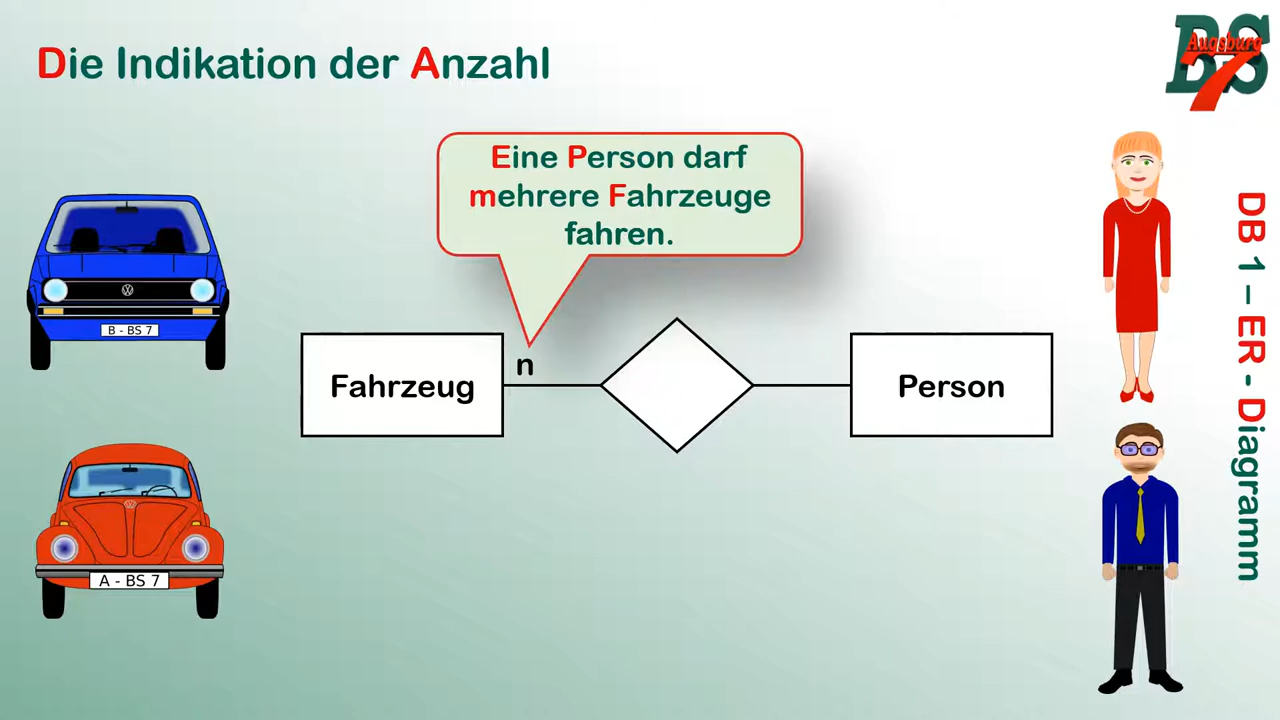 Die Indikation der Anzahl
BS
Augsburg
7
Eine Person darf
mehrere Fahrzeuge
fahren.
B - BS 7
n
Fahrzeug
Person
A - BS 7
DB 1 – ER - Diagramm